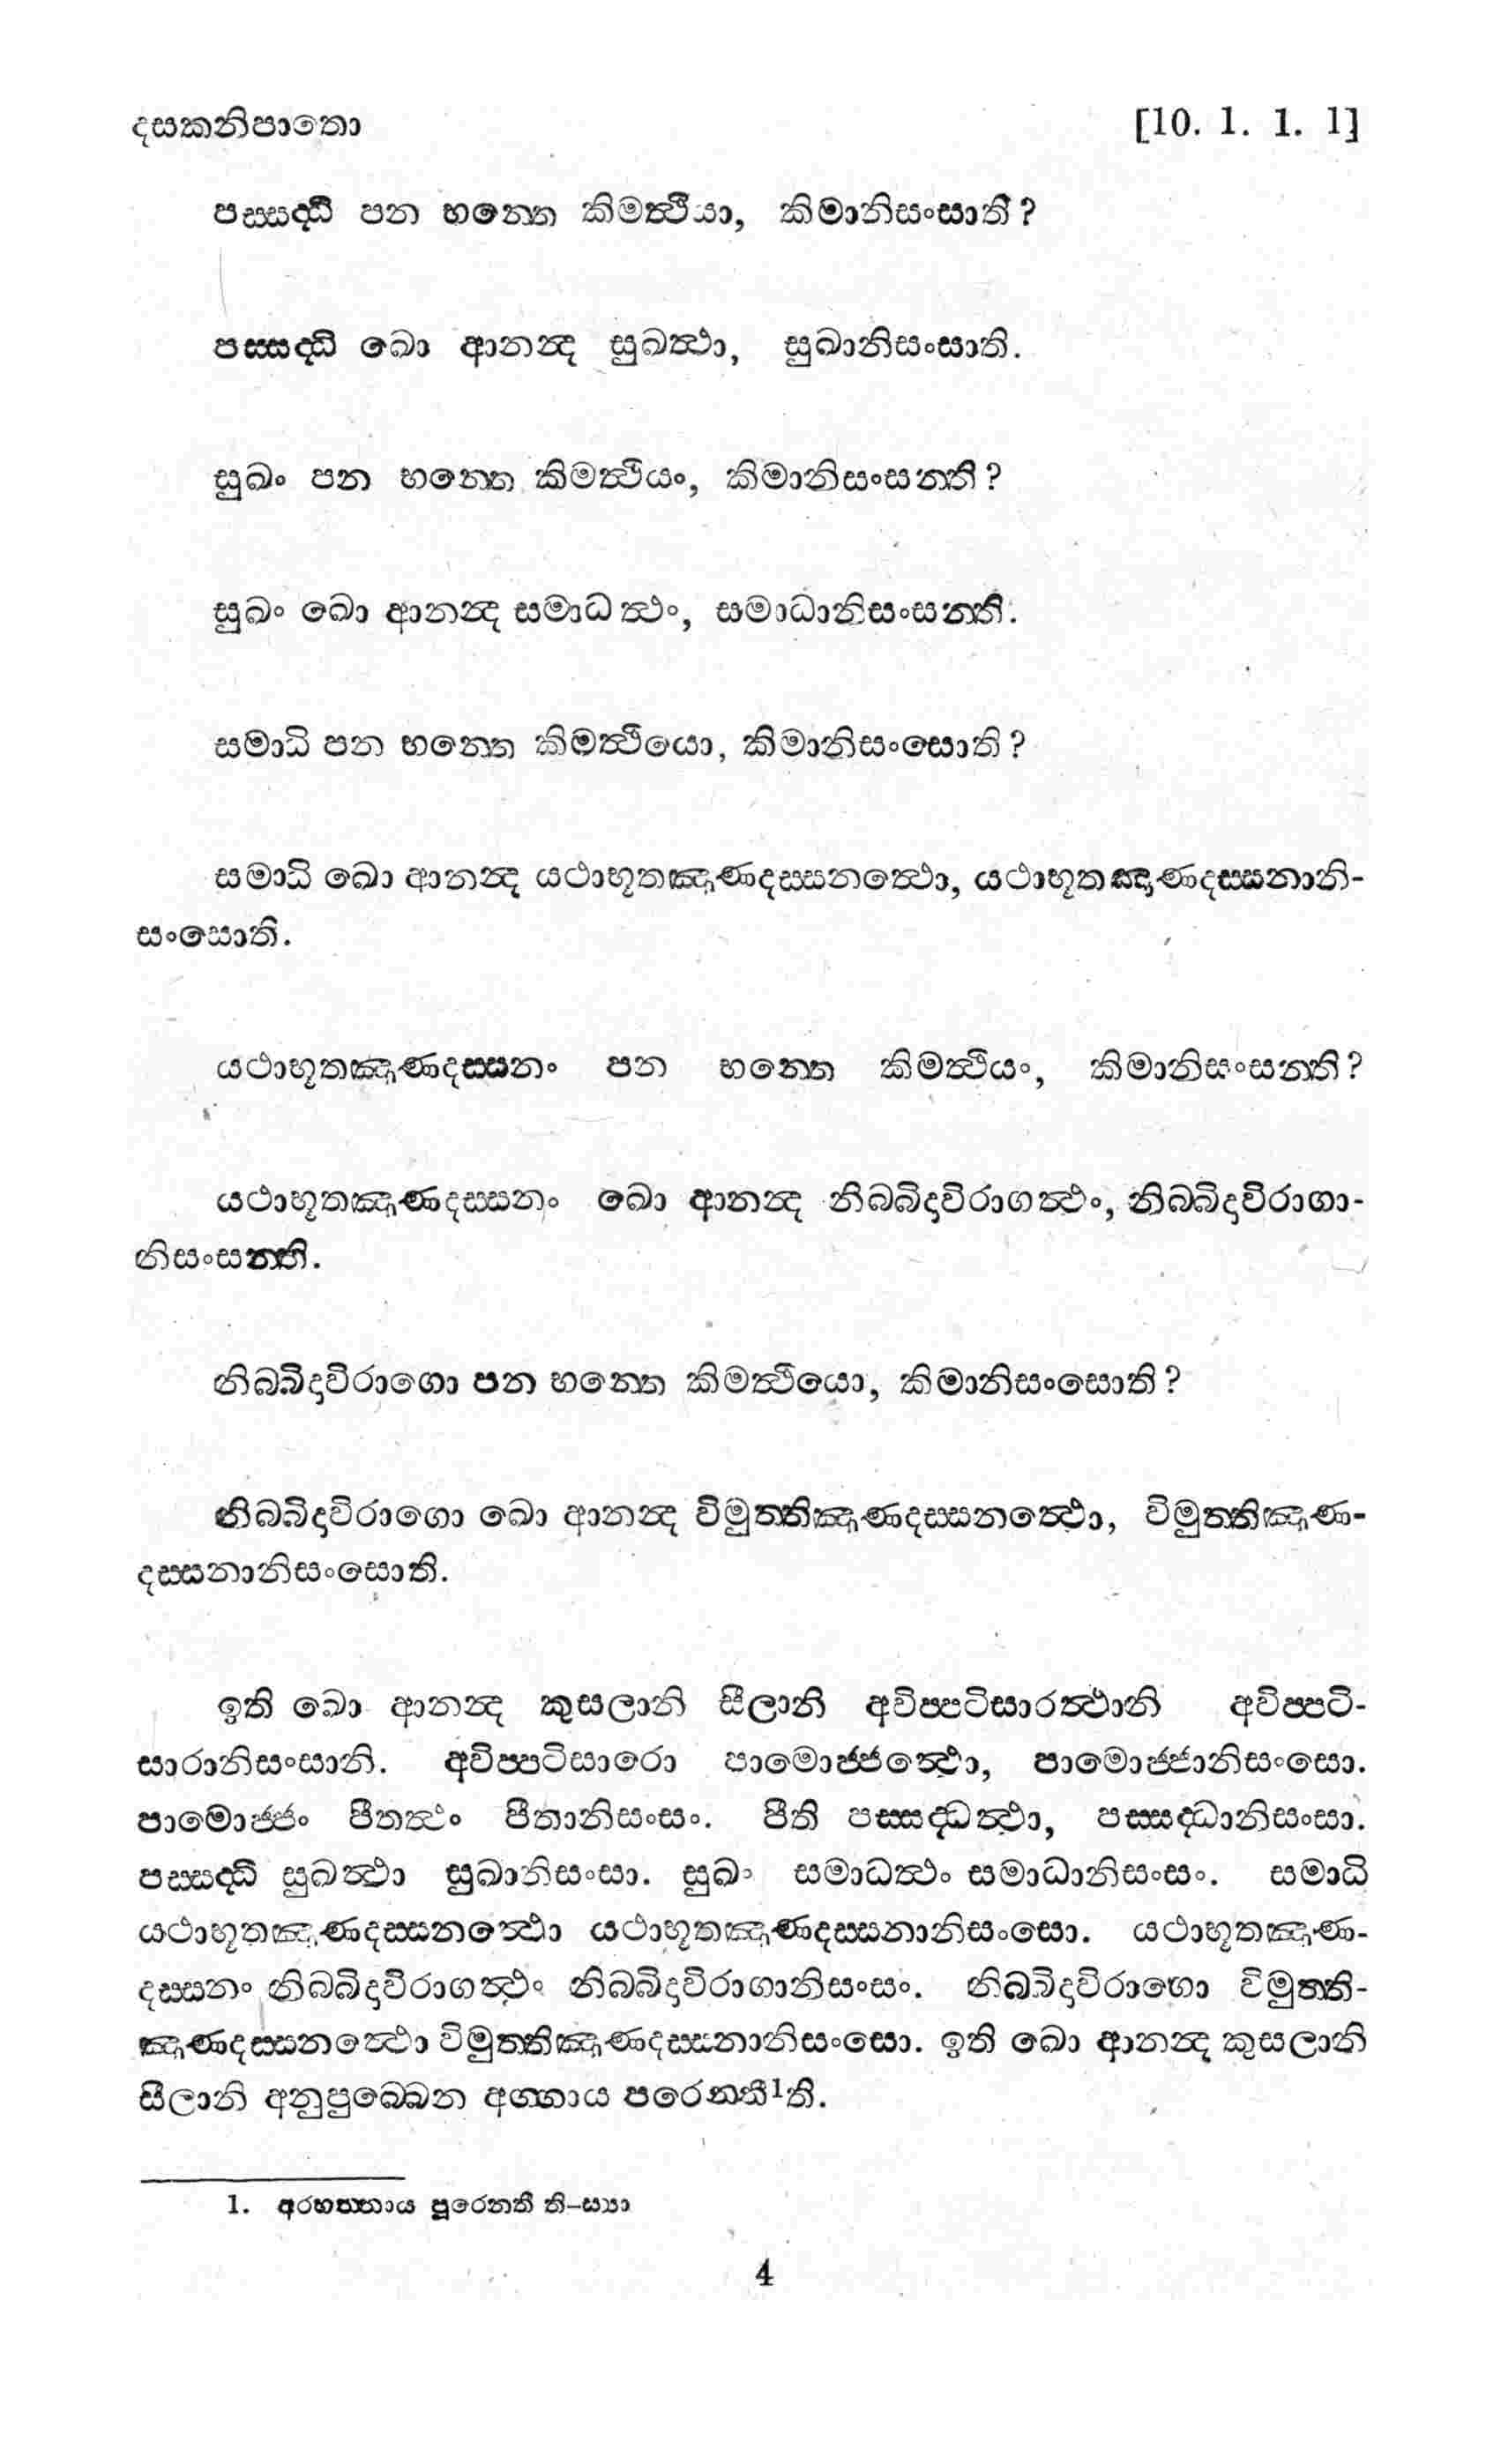 දසකනිපාතො [10. 1. 1. 1]
පස්සද්ධි පන භන්තෙ කිමත්ථියා, කිමානිසංසාති?
පස්සද්ධි ඛො ආනන්ද සුඛත්ථා, සුඛානිසංසාති.
සුඛං පන භන්තෙ කිමත්ථියං, කිමානිසංසන්ති?
සුඛං ඛො ආනන්ද සමාධත්ථං, සමාධානිසංසන්ති.
සමාධි පන භන්තෙ කිමත්ථියො, කිමානිසංසොති?
සමාධි ඛො ආනන්ද යථාභූතඤාණදස්සනත්ථො, යථාභූතඤාණදස්සනානි-
සංසොති.
යථාභූතඤාණදස්සනං පන භන්තෙ කිමත්ථියං, කිමානිසංසන්ති?
යථාභූතඤාණදස්සනං ඛො ආනන්ද නිබ්බිදාවිරාගත්ථං, නිබ්බිදාවිරාගා-
නිසංසන්ති.
නිබ්බිදාවිරාගො පන භන්තෙ කිමත්ථියො, කිමානිසංසොති?
නිබ්බිදාවිරාගො ඛො ආනන්ද විමුත්තිඤාණදස්සනත්ථො, විමුත්තිඤාණ-
දස්සනානිසංසොති.
ඉති ඛො ආනන්ද කුසලානි සීලානි අවිප්පටිසාරත්ථානි අවිප්පටි-
සාරානිසංසානි. අවිප්පටිසාරො පාමොජ්ජත්ථො, පාමොජ්ජානිසංසො.
පාමොජ්ජං පීතත්ථං පීතානිසංසං. පීති පස්සද්ධත්ථා, පස්සද්ධානිසංසා.
පස්සද්ධි සුඛත්ථා සුඛානිසංසා. සුඛං සමාධත්ථං සමාධානිසංසං. සමාධි
යථාභූතඤාණදස්සනත්ථො යථාභූතඤාණදස්සනානිසංසො. යථාභූතඤාණ-
දස්සනං නිබ්බිදාවිරාගත්ථං නිබ්බිදාවිරාගානිසංසං. නිබ්බිදාවිරාගො විමුත්ති-
ඤාණදස්සනත්ථො විමුත්තිඤාණදස්සනානිසංසො. ඉති ඛො ආනන්ද කුසලානි
සීලානි අනුපුබ්බෙන අග්ගාය පරෙන්තී1ති.
1. අරහත්තාය පූරෙන්තී ති–ස්‍යා
4